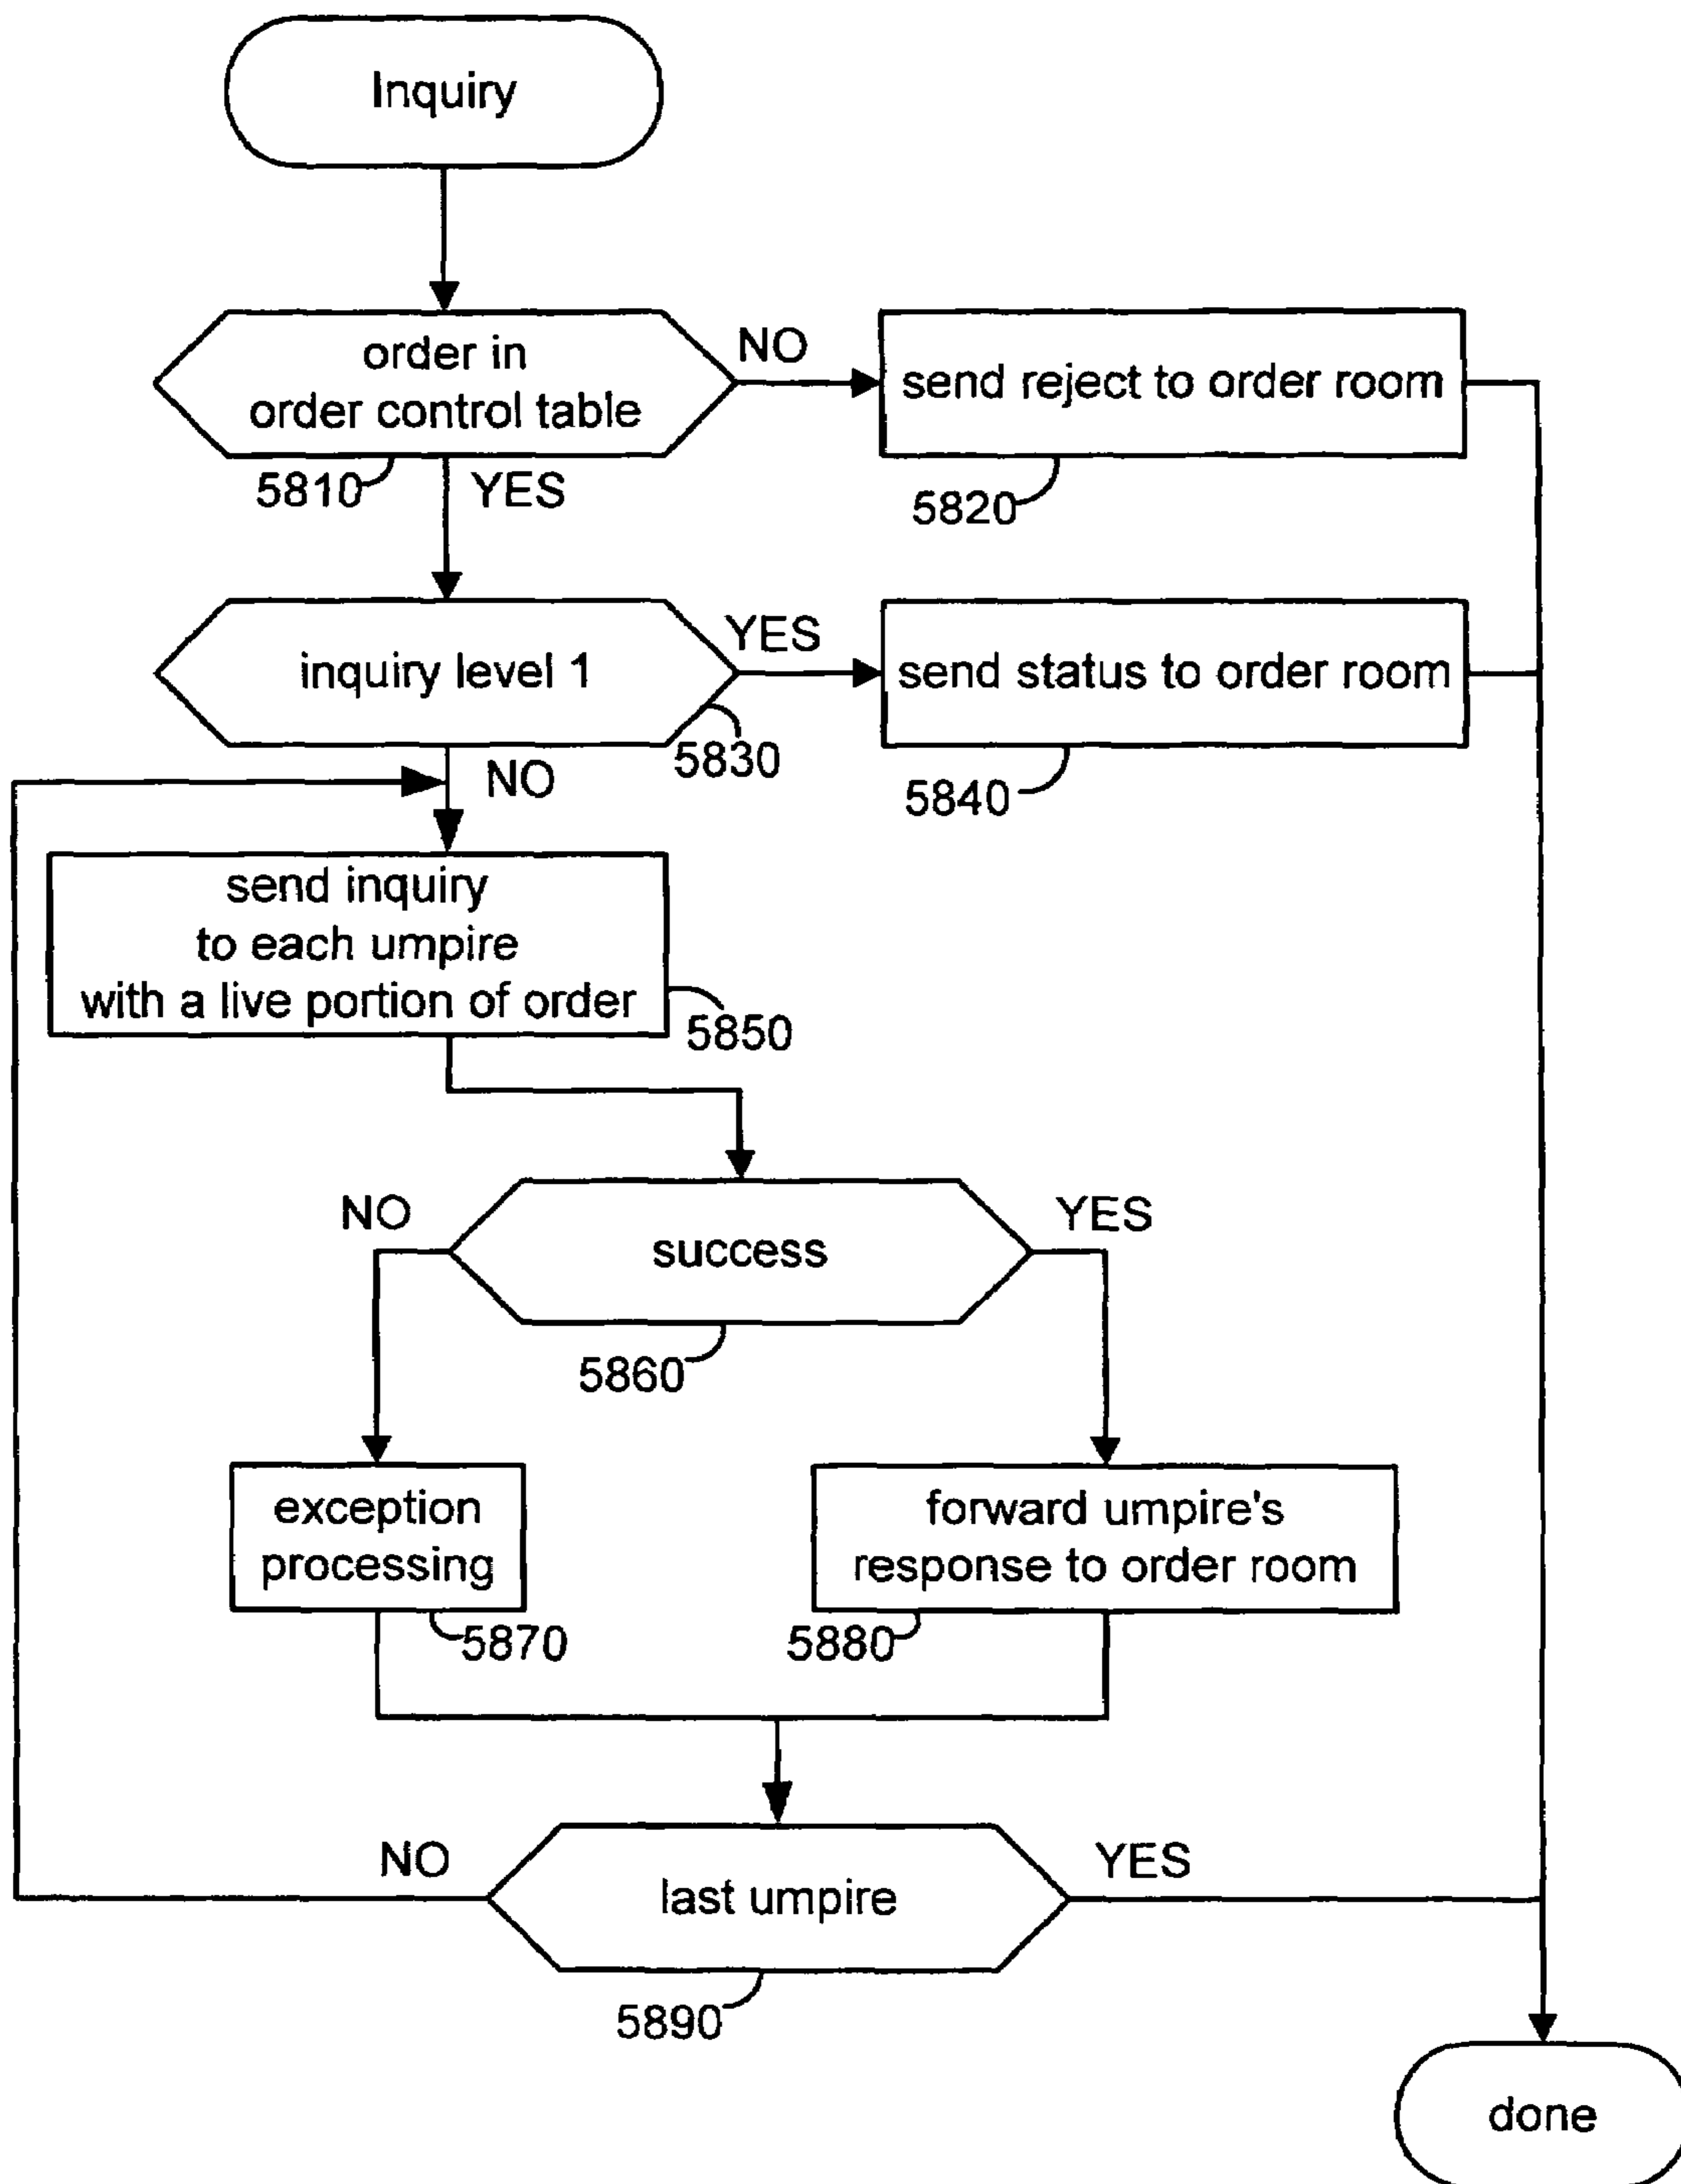 Inquiry
order in
order control table
NO
send reject to order room
5810
YES
5820
inquiry level 1
YES
send status to order room
5830
NO
5840
send inquiry
to each umpire
with a live portion of order
5850
NO
success
YES
5860
exception
processing
forward umpire's
response to order room
5870
5880
NO
last umpire
YES
5890
done